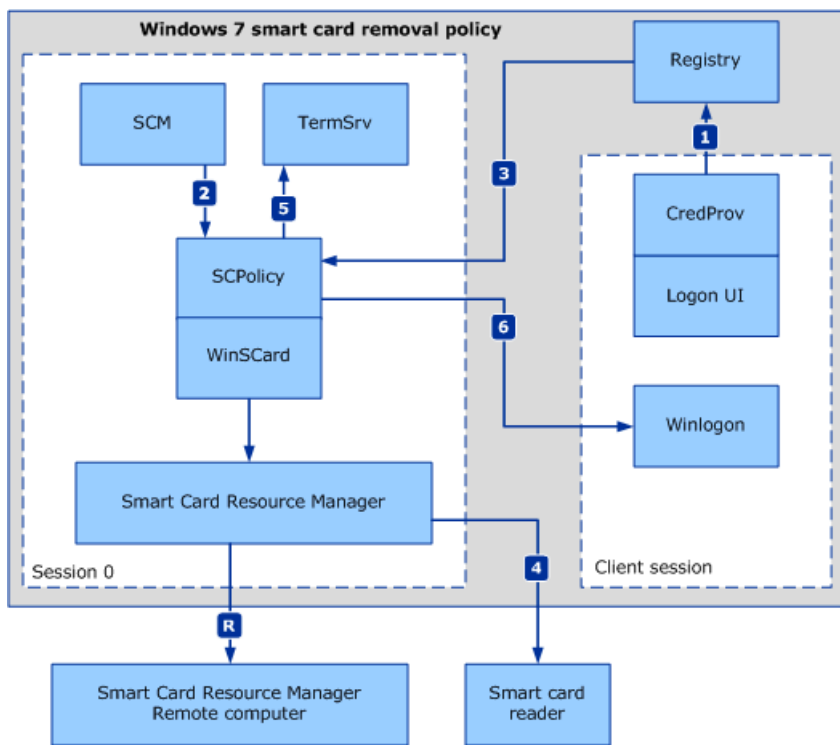 Windows 7 smart card removal policy
Registry
SCM
TermSrv
1
3
2
5
CredProv
SCPolicy
Logon UI
6
WinSCard
Winlogon
Smart Card Resource Manager
Session 0
4
Client session
R
Smart Card Resource Manager
Remote computer
Smart card
reader